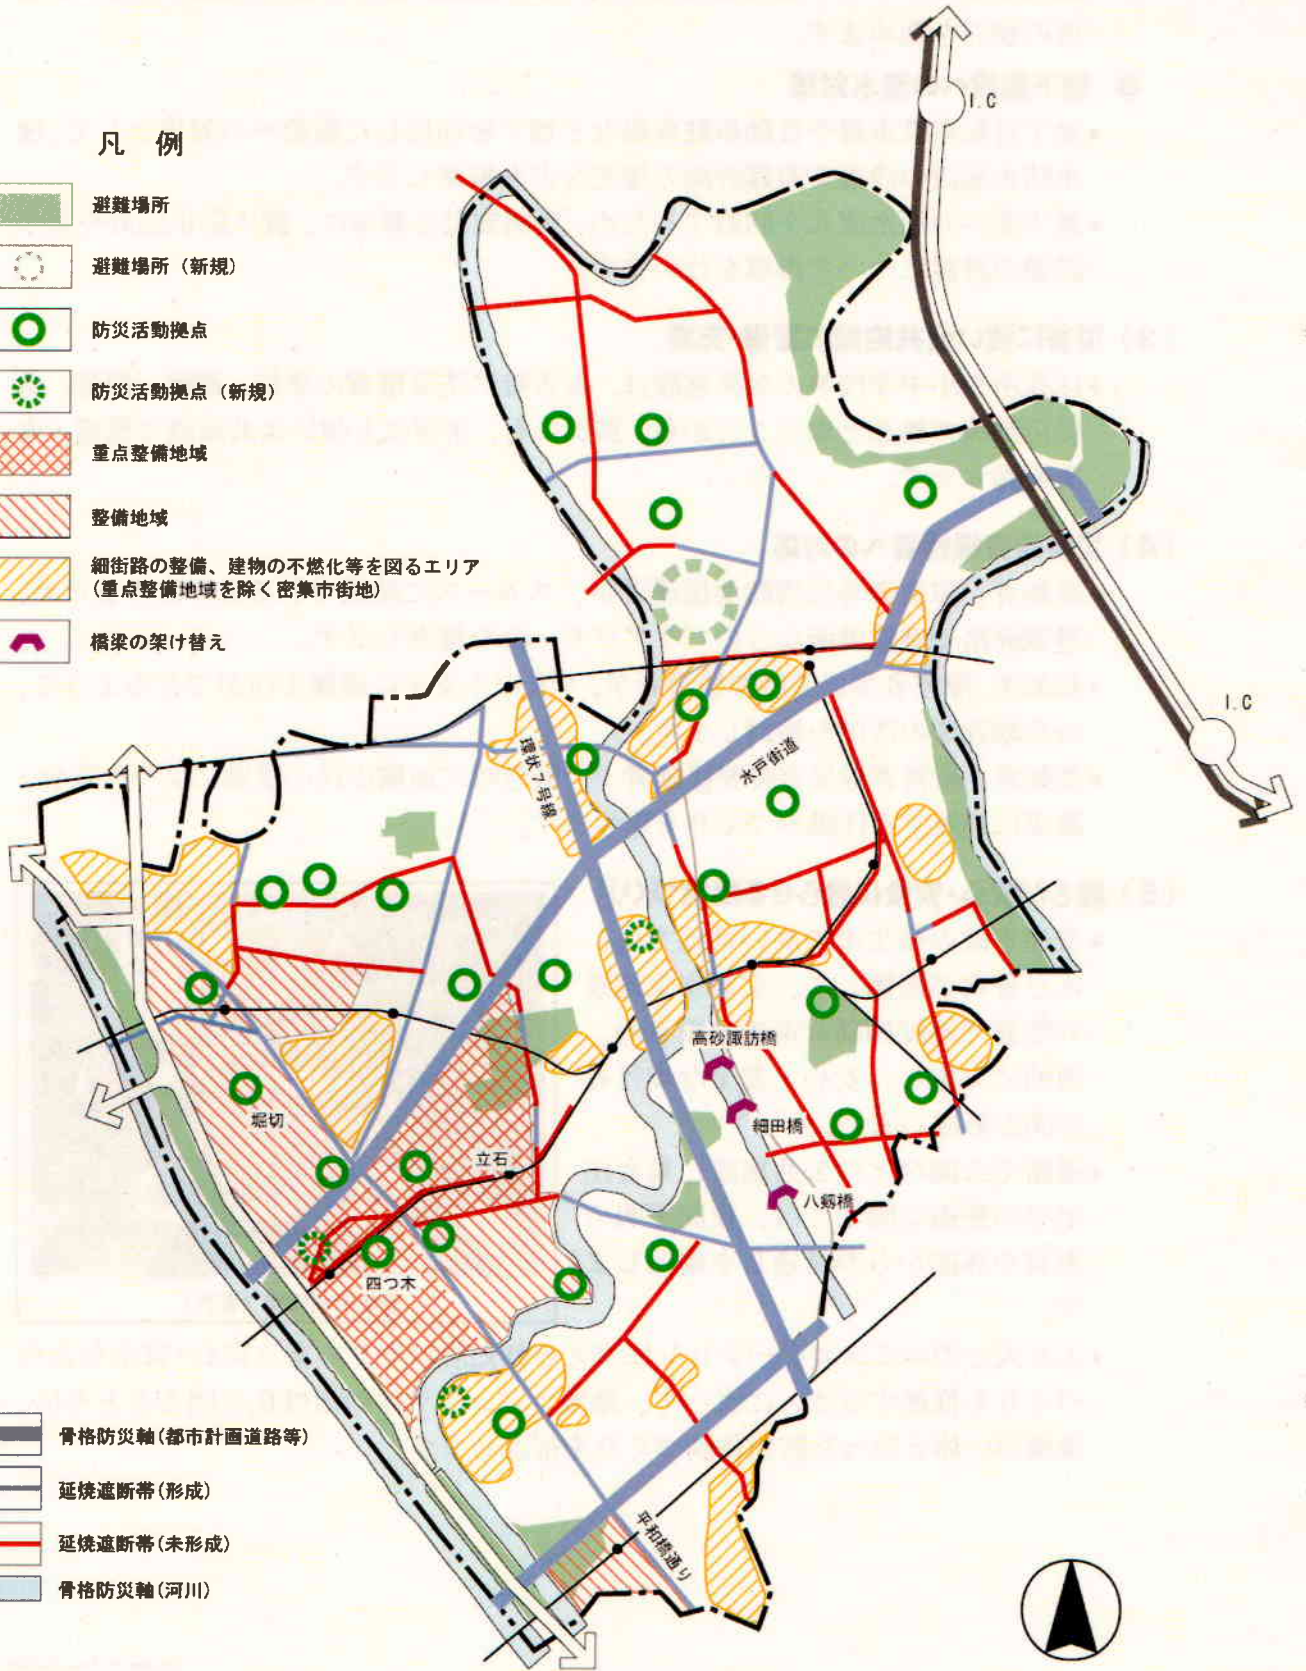 凡例
避難場所
避難場所(新規)
防災活動拠点
防災活動拠点(新規)
重点整備地域
整備地域
細街路の整備、建物の不燃化等を図るエリア
(重点整備地域を除く密集市街地)
橋梁の架け替え
I.C
I.C
環状7号線
水戸街道
高砂諏訪橋
細田橋
八剱橋
堀切
立石
四つ木
平和橋通り
骨格防災軸(都市計画道路等)
延焼遮断帯(形成)
延焼遮断帯(未形成)
骨格防災軸(河川)